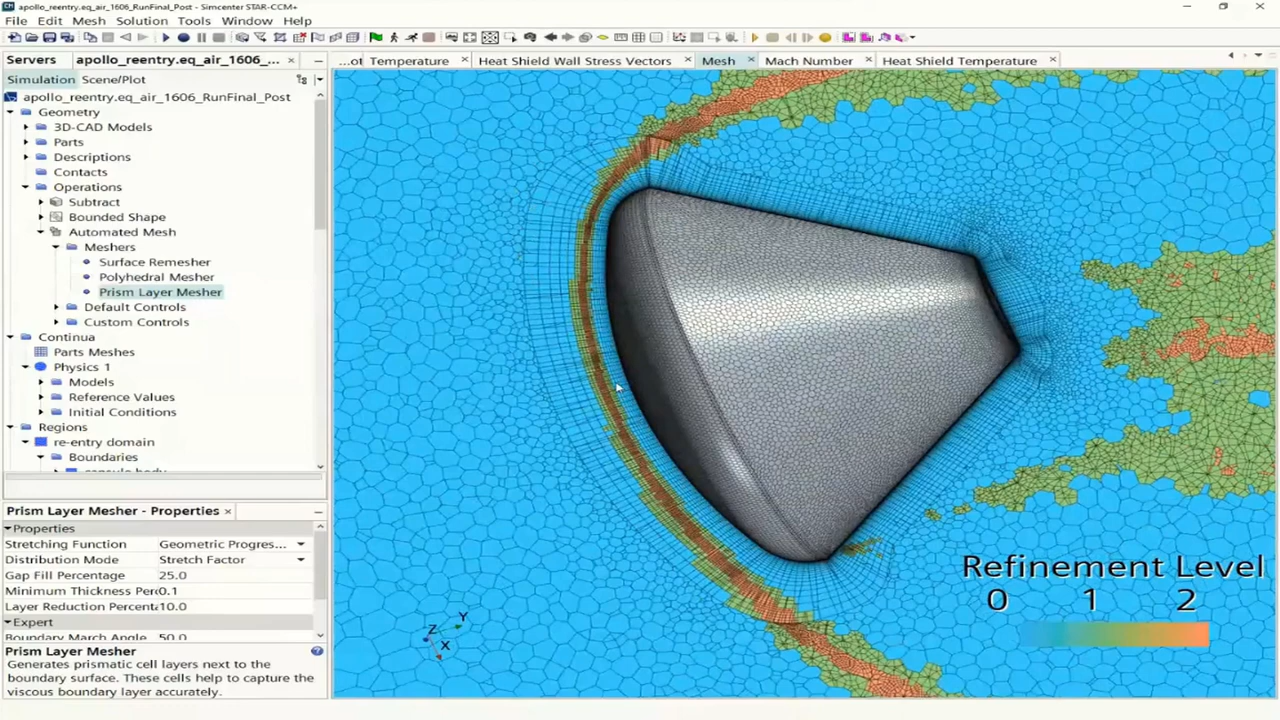 apollo_reentry.eq_air_1606_RunFinal_Post - Simcenter STAR-CCM+
File Edit Mesh Solution Tools Window Help
Servers apollo_reentry.eq_air_1606_...
...ot Temperature Heat Shield Wall Stress Vectors Mesh Mach Number Heat Shield Temperature
Simulation Scene/Plot
apollo_reentry.eq_air_1606_RunFinal_Post
Geometry
3D-CAD Models
Parts
Descriptions
Contacts
Operations
Subtract
Bounded Shape
Automated Mesh
Meshers
Surface Remesher
Polyhedral Mesher
Prism Layer Mesher
Default Controls
Custom Controls
Continua
Parts Meshes
Physics 1
Models
Reference Values
Initial Conditions
Regions
re-entry domain
Boundaries
Prism Layer Mesher - Properties
Properties
Stretching Function Geometric Progres...
Distribution Mode Stretch Factor
Gap Fill Percentage 25.0
Minimum Thickness Per 0.1
Layer Reduction Percenta 10.0
Expert
Boundary March Angle 50.0
Prism Layer Mesher
Generates prismatic cell layers next to the
boundary surface. These cells help to capture the
viscous boundary layer accurately.
Refinement Level
0 1 2
Z Y
X